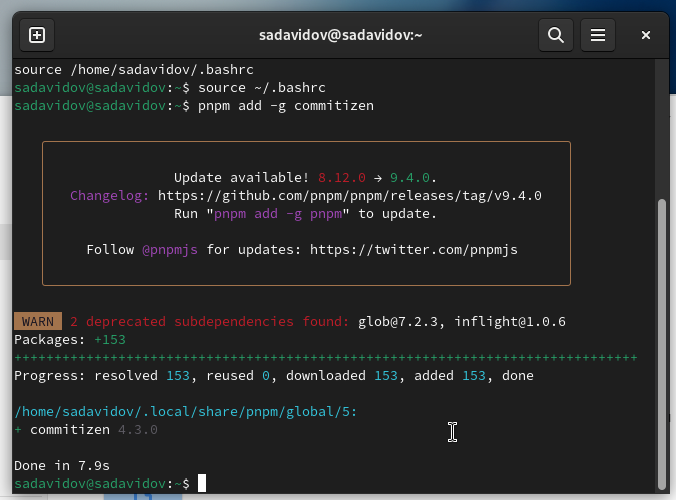 sadavidov@sadavidov:~
source /home/sadavidov/.bashrc
sadavidov@sadavidov:~$ source ~/.bashrc
sadavidov@sadavidov:~$ pnpm add -g commitizen
Update available! 8.12.0 → 9.4.0.
Changelog: https://github.com/pnpm/pnpm/releases/tag/v9.4.0
Run "pnpm add -g pnpm" to update.
Follow @pnpmjs for updates: https://twitter.com/pnpmjs
WARN 2 deprecated subdependencies found: glob@7.2.3, inflight@1.0.6
Packages: +153
++++++++++++++++++++++++++++++++++++++++++++++++++++++++++++++++++++++++++++++
Progress: resolved 153, reused 0, downloaded 153, added 153, done
/home/sadavidov/.local/share/pnpm/global/5:
+ commitizen 4.3.0
Done in 7.9s
sadavidov@sadavidov:~$